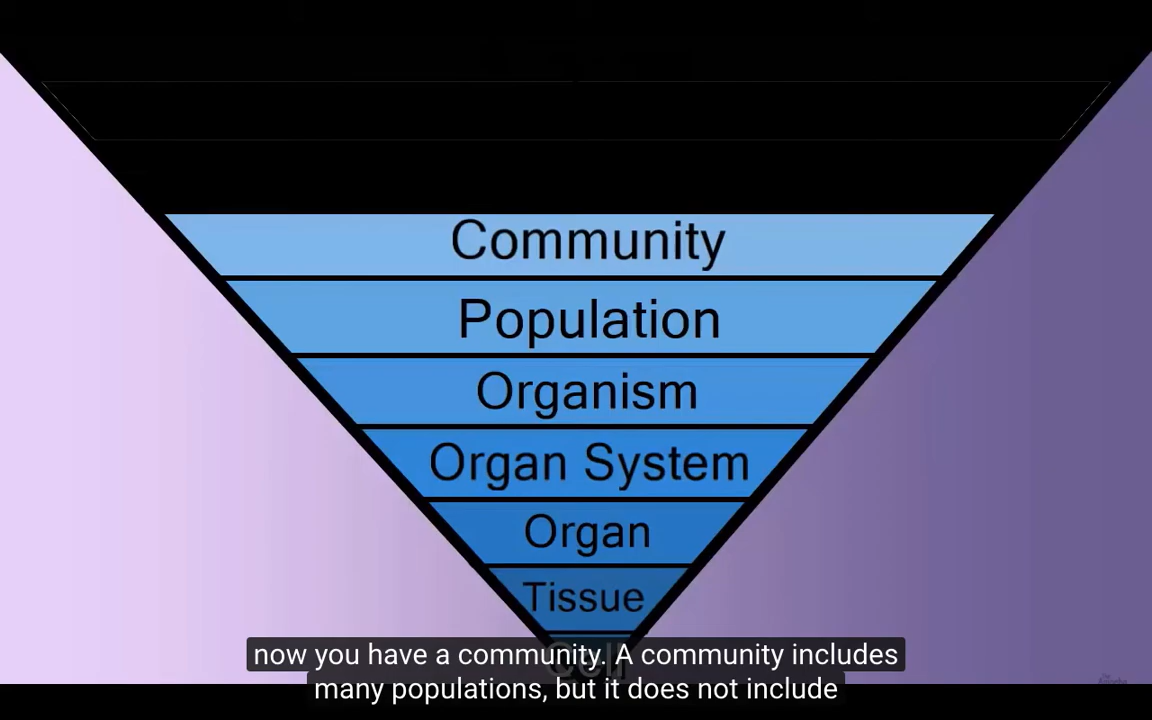 Community
Population
Organism
Organ System
Organ
Tissue
Cell
now you have a community. A community includes
many populations, but it does not include